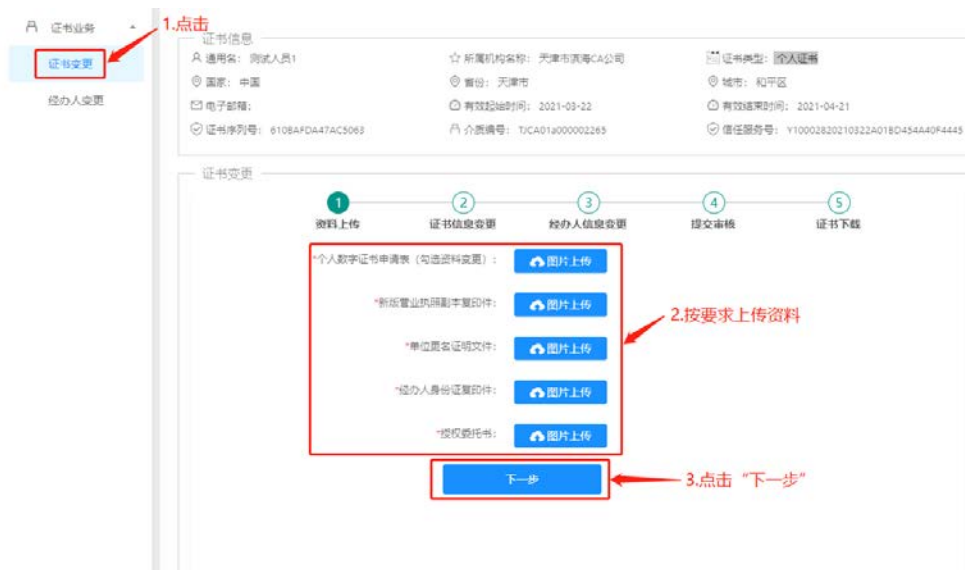 证书业务
1.点击
证书变更
经办人变更
证书信息
通用名: 测试人员1
所属机构名称: 天津市滨海CA公司
证书类型: 个人证书
国家: 中国
省份: 天津市
城市: 和平区
电子邮箱:
有效起始时间: 2021-03-22
有效结束时间: 2021-04-21
证书序列号: 610BAFDA47AC5063
介质编号: TJCA01a000002265
信任服务号: Y10002820210322A01BD454A40F4445
证书变更
1 2 3 4 5
资料上传 证书信息变更 经办人信息变更 提交审核 证书下载
*个人数字证书申请表(勾选资料变更): 图片上传
*新版营业执照副本复印件: 图片上传
2.按要求上传资料
*单位更名证明文件: 图片上传
*经办人身份证复印件: 图片上传
*授权委托书: 图片上传
下一步
3.点击“下一步”